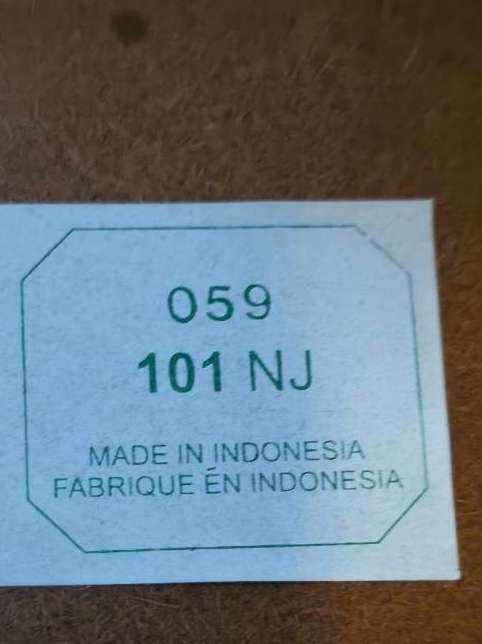 059
101 NJ
MADE IN INDONESIA
FABRIQUE ÉN INDONESIA